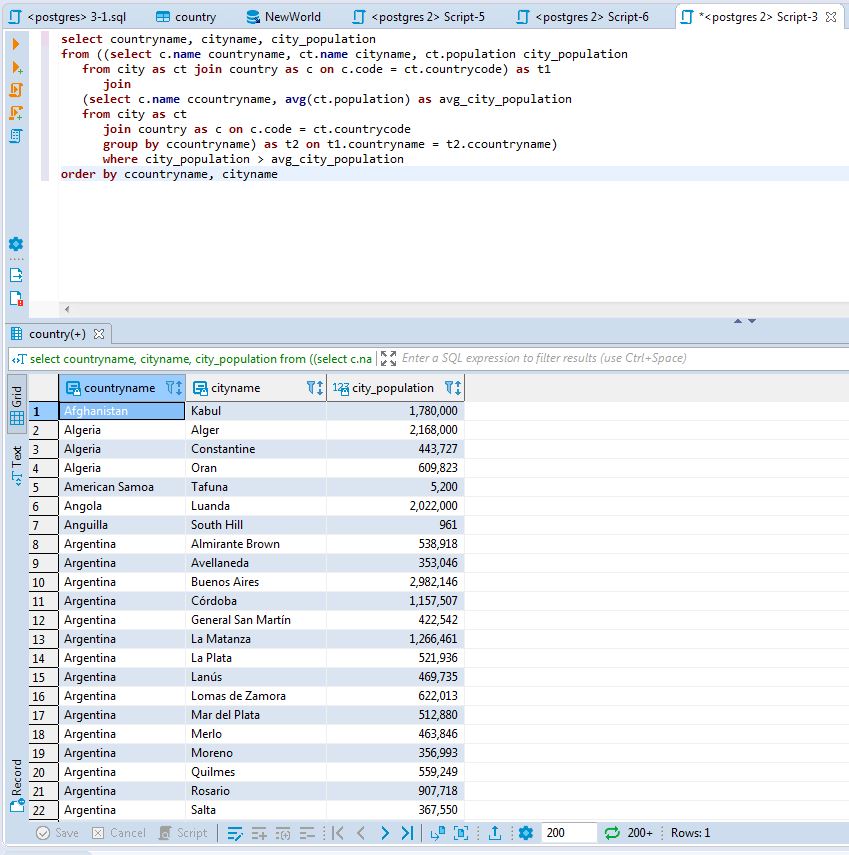 <postgres> 3-1.sql country NewWorld <postgres 2> Script-5 <postgres 2> Script-6 *<postgres 2> Script-3
select countryname, cityname, city_population
from ((select c.name countryname, ct.name cityname, ct.population city_population
from city as ct join country as c on c.code = ct.countrycode) as t1
join
(select c.name ccountryname, avg(ct.population) as avg_city_population
from city as ct
join country as c on c.code = ct.countrycode
group by ccountryname) as t2 on t1.countryname = t2.ccountryname)
where city_population > avg_city_population
order by ccountryname, cityname
country(+)
select countryname, cityname, city_population from ((select c.na Enter a SQL expression to filter results (use Ctrl+Space)
Grid
Text
Record
countryname cityname 123 city_population
1 Afghanistan Kabul 1,780,000
2 Algeria Alger 2,168,000
3 Algeria Constantine 443,727
4 Algeria Oran 609,823
5 American Samoa Tafuna 5,200
6 Angola Luanda 2,022,000
7 Anguilla South Hill 961
8 Argentina Almirante Brown 538,918
9 Argentina Avellaneda 353,046
10 Argentina Buenos Aires 2,982,146
11 Argentina Córdoba 1,157,507
12 Argentina General San Martín 422,542
13 Argentina La Matanza 1,266,461
14 Argentina La Plata 521,936
15 Argentina Lanús 469,735
16 Argentina Lomas de Zamora 622,013
17 Argentina Mar del Plata 512,880
18 Argentina Merlo 463,846
19 Argentina Moreno 356,993
20 Argentina Quilmes 559,249
21 Argentina Rosario 907,718
22 Argentina Salta 367,550
Save Cancel Script 200 200+ Rows: 1